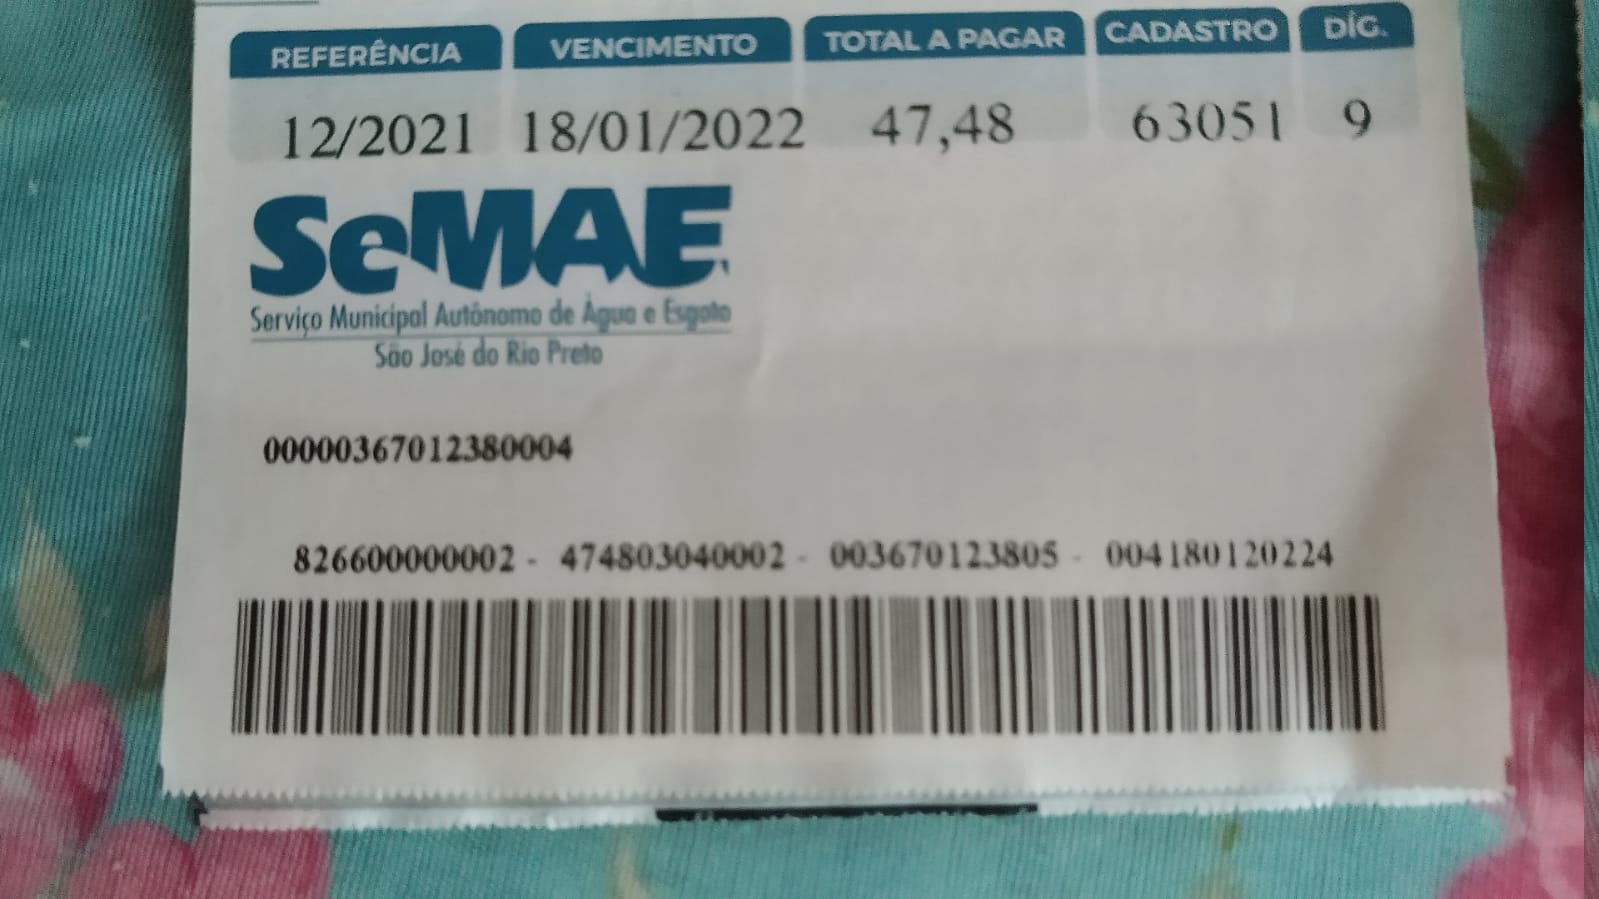 REFERÊNCIA VENCIMENTO TOTAL A PAGAR CADASTRO DÍG.
12/2021 18/01/2022 47,48 63051 9
SeMAE
Serviço Municipal Autônomo de Água e Esgoto
São José do Rio Preto
00000367012380004
826600000002 - 474803040002 - 003670123805 - 004180120224